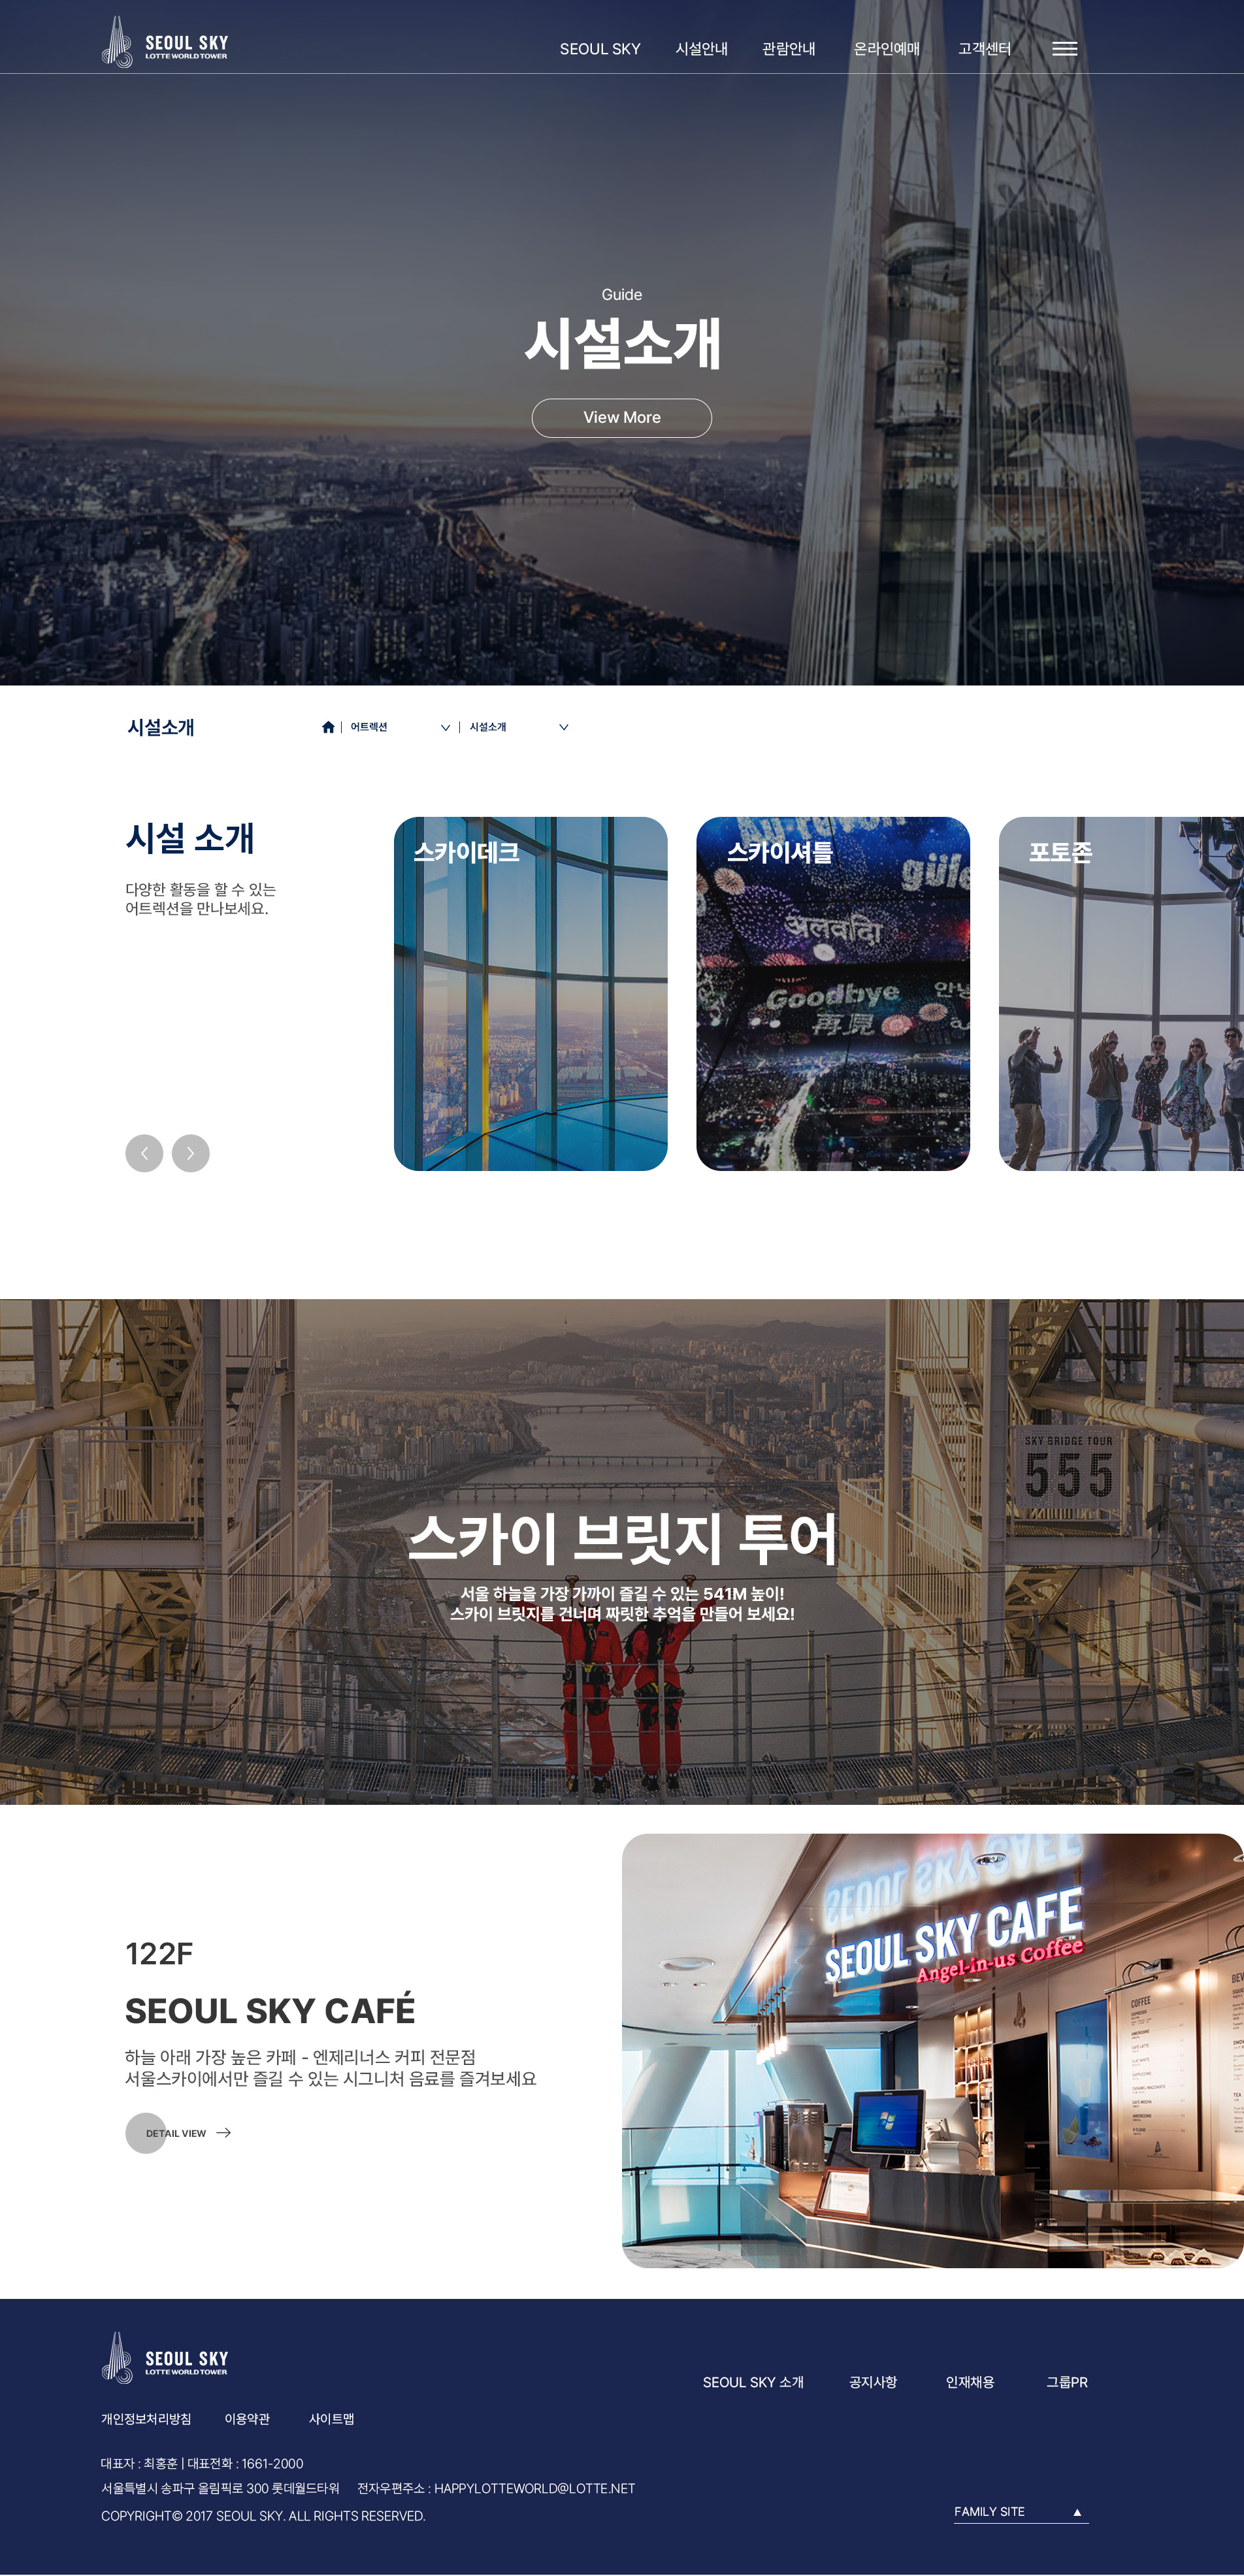 SEOUL SKY
LOTTE WORLD TOWER
SEOUL SKY 시설안내 관람안내 온라인예매 고객센터
Guide
시설소개
View More
시설소개
어트렉션
시설소개
시설 소개
다양한 활동을 할 수 있는
어트렉션을 만나보세요.
스카이데크
스카이셔틀
अलविदा
Goodbye
再見
포토존
SKY BRIDGE TOUR
555
스카이 브릿지 투어
서울 하늘을 가장 가까이 즐길 수 있는 541M 높이!
스카이 브릿지를 건너며 짜릿한 추억을 만들어 보세요!
122F
SEOUL SKY CAFÉ
하늘 아래 가장 높은 카페 - 엔제리너스 커피 전문점
서울스카이에서만 즐길 수 있는 시그니처 음료를 즐겨보세요
DETAIL VIEW
SEOUL SKY CAFE
Angel-in-us Coffee
COFFEE
SEOUL SKY
LOTTE WORLD TOWER
SEOUL SKY 소개 공지사항 인재채용 그룹PR
개인정보처리방침 이용약관 사이트맵
대표자 : 최홍훈 | 대표전화 : 1661-2000
서울특별시 송파구 올림픽로 300 롯데월드타워 전자우편주소 : HAPPYLOTTEWORLD@LOTTE.NET
COPYRIGHT© 2017 SEOUL SKY. ALL RIGHTS RESERVED.
FAMILY SITE ▲